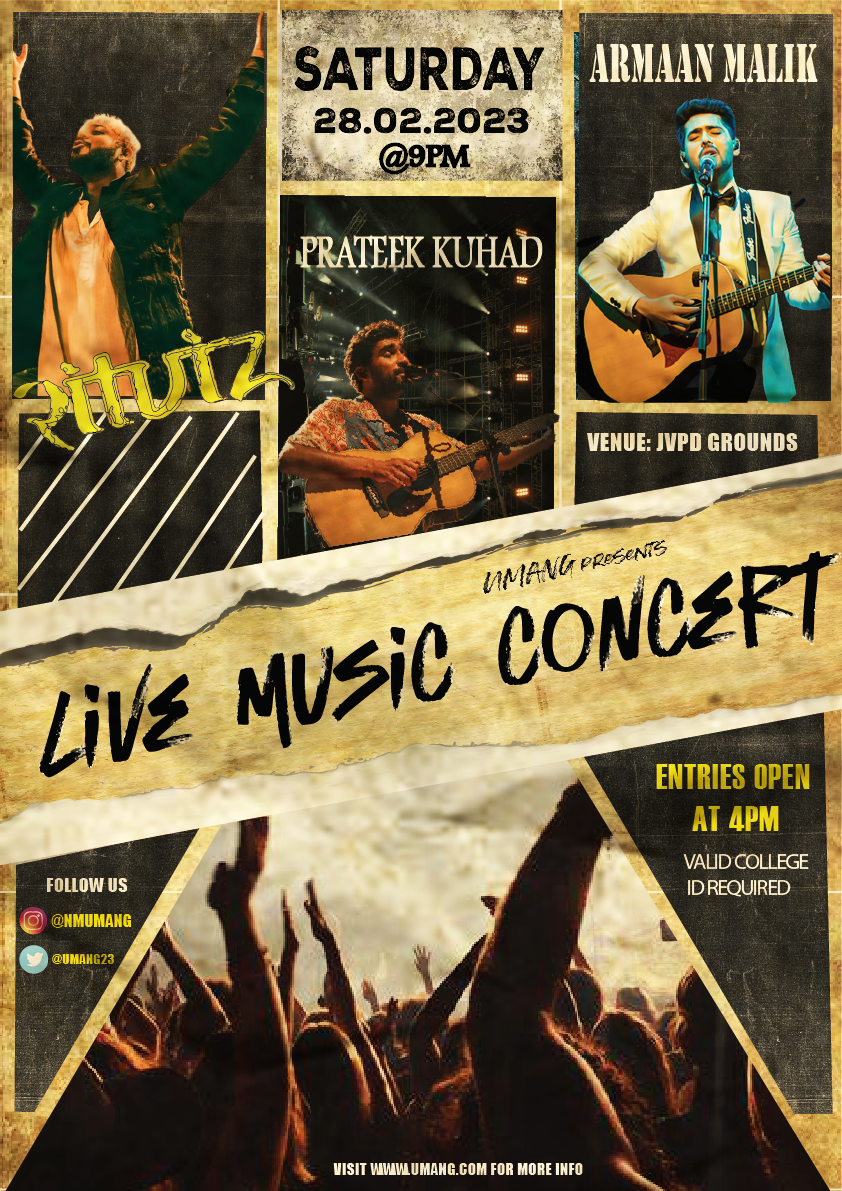 SATURDAY
28.02.2023
@9PM
ARMAAN MALIK
PRATEEK KUHAD
ritviz
VENUE: JVPD GROUNDS
UMANG PRESENTS
LiVE MUSiC CONCERT
ENTRIES OPEN
AT 4PM
VALID COLLEGE
ID REQUIRED
FOLLOW US
@NMUMANG
@UMANG23
VISIT WWW.UMANG.COM FOR MORE INFO